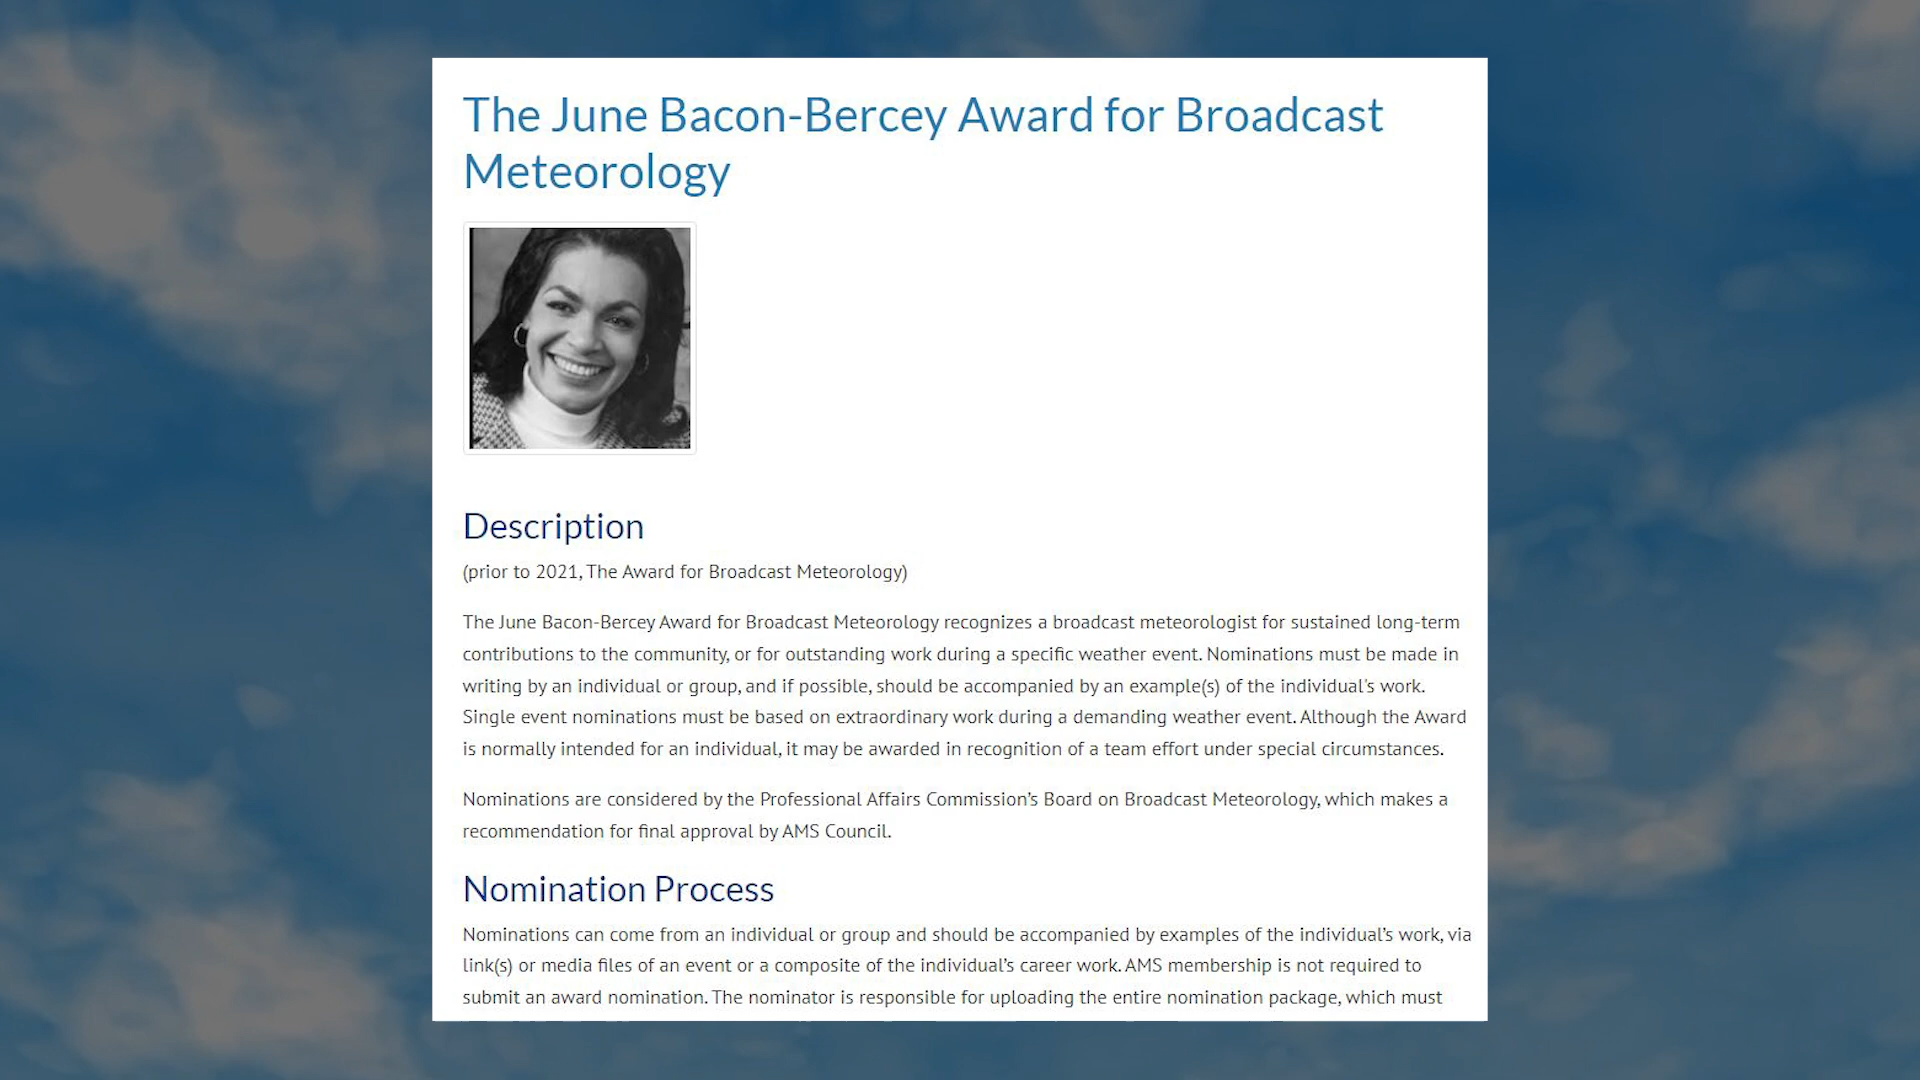 The June Bacon-Bercey Award for Broadcast
Meteorology
Description
(prior to 2021, The Award for Broadcast Meteorology)
The June Bacon-Bercey Award for Broadcast Meteorology recognizes a broadcast meteorologist for sustained long-term
contributions to the community, or for outstanding work during a specific weather event. Nominations must be made in
writing by an individual or group, and if possible, should be accompanied by an example(s) of the individual's work.
Single event nominations must be based on extraordinary work during a demanding weather event. Although the Award
is normally intended for an individual, it may be awarded in recognition of a team effort under special circumstances.
Nominations are considered by the Professional Affairs Commission’s Board on Broadcast Meteorology, which makes a
recommendation for final approval by AMS Council.
Nomination Process
Nominations can come from an individual or group and should be accompanied by examples of the individual’s work, via
link(s) or media files of an event or a composite of the individual’s career work. AMS membership is not required to
submit an award nomination. The nominator is responsible for uploading the entire nomination package, which must